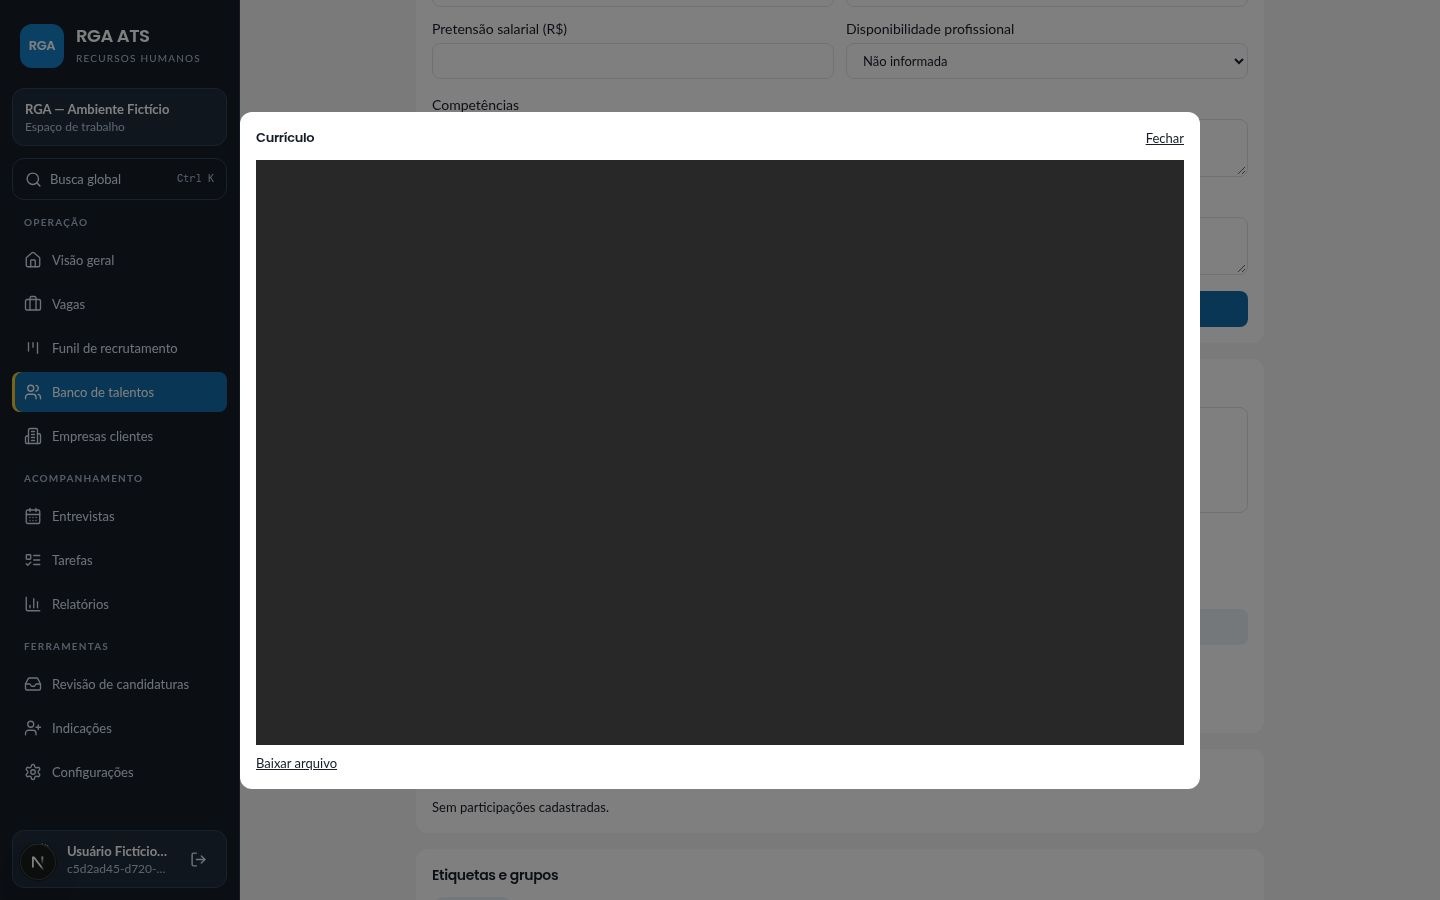 RGA
RGA ATS
RECURSOS HUMANOS
RGA — Ambiente Fictício
Espaço de trabalho
Busca global
Ctrl K
OPERAÇÃO
Visão geral
Vagas
Funil de recrutamento
Banco de talentos
Empresas clientes
ACOMPANHAMENTO
Entrevistas
Tarefas
Relatórios
FERRAMENTAS
Revisão de candidaturas
Indicações
Configurações
N
Usuário Fictício...
c5d2ad45-d720-...
Pretensão salarial (R$)
Disponibilidade profissional
Não informada
Competências
Currículo
Fechar
Baixar arquivo
Sem participações cadastradas.
Etiquetas e grupos